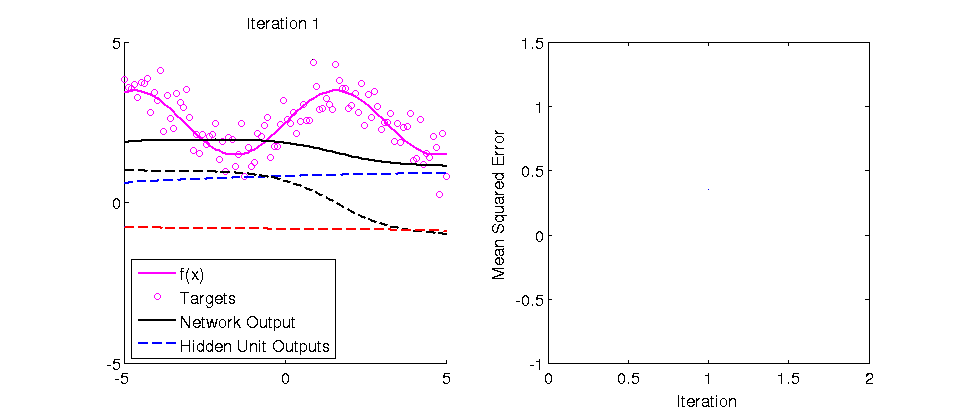 Iteration 1
5
0
-5
-5
0
5
f(x)
Targets
Network Output
Hidden Unit Outputs
1.5
1
0.5
0
-0.5
-1
0
0.5
1
1.5
2
Mean Squared Error
Iteration